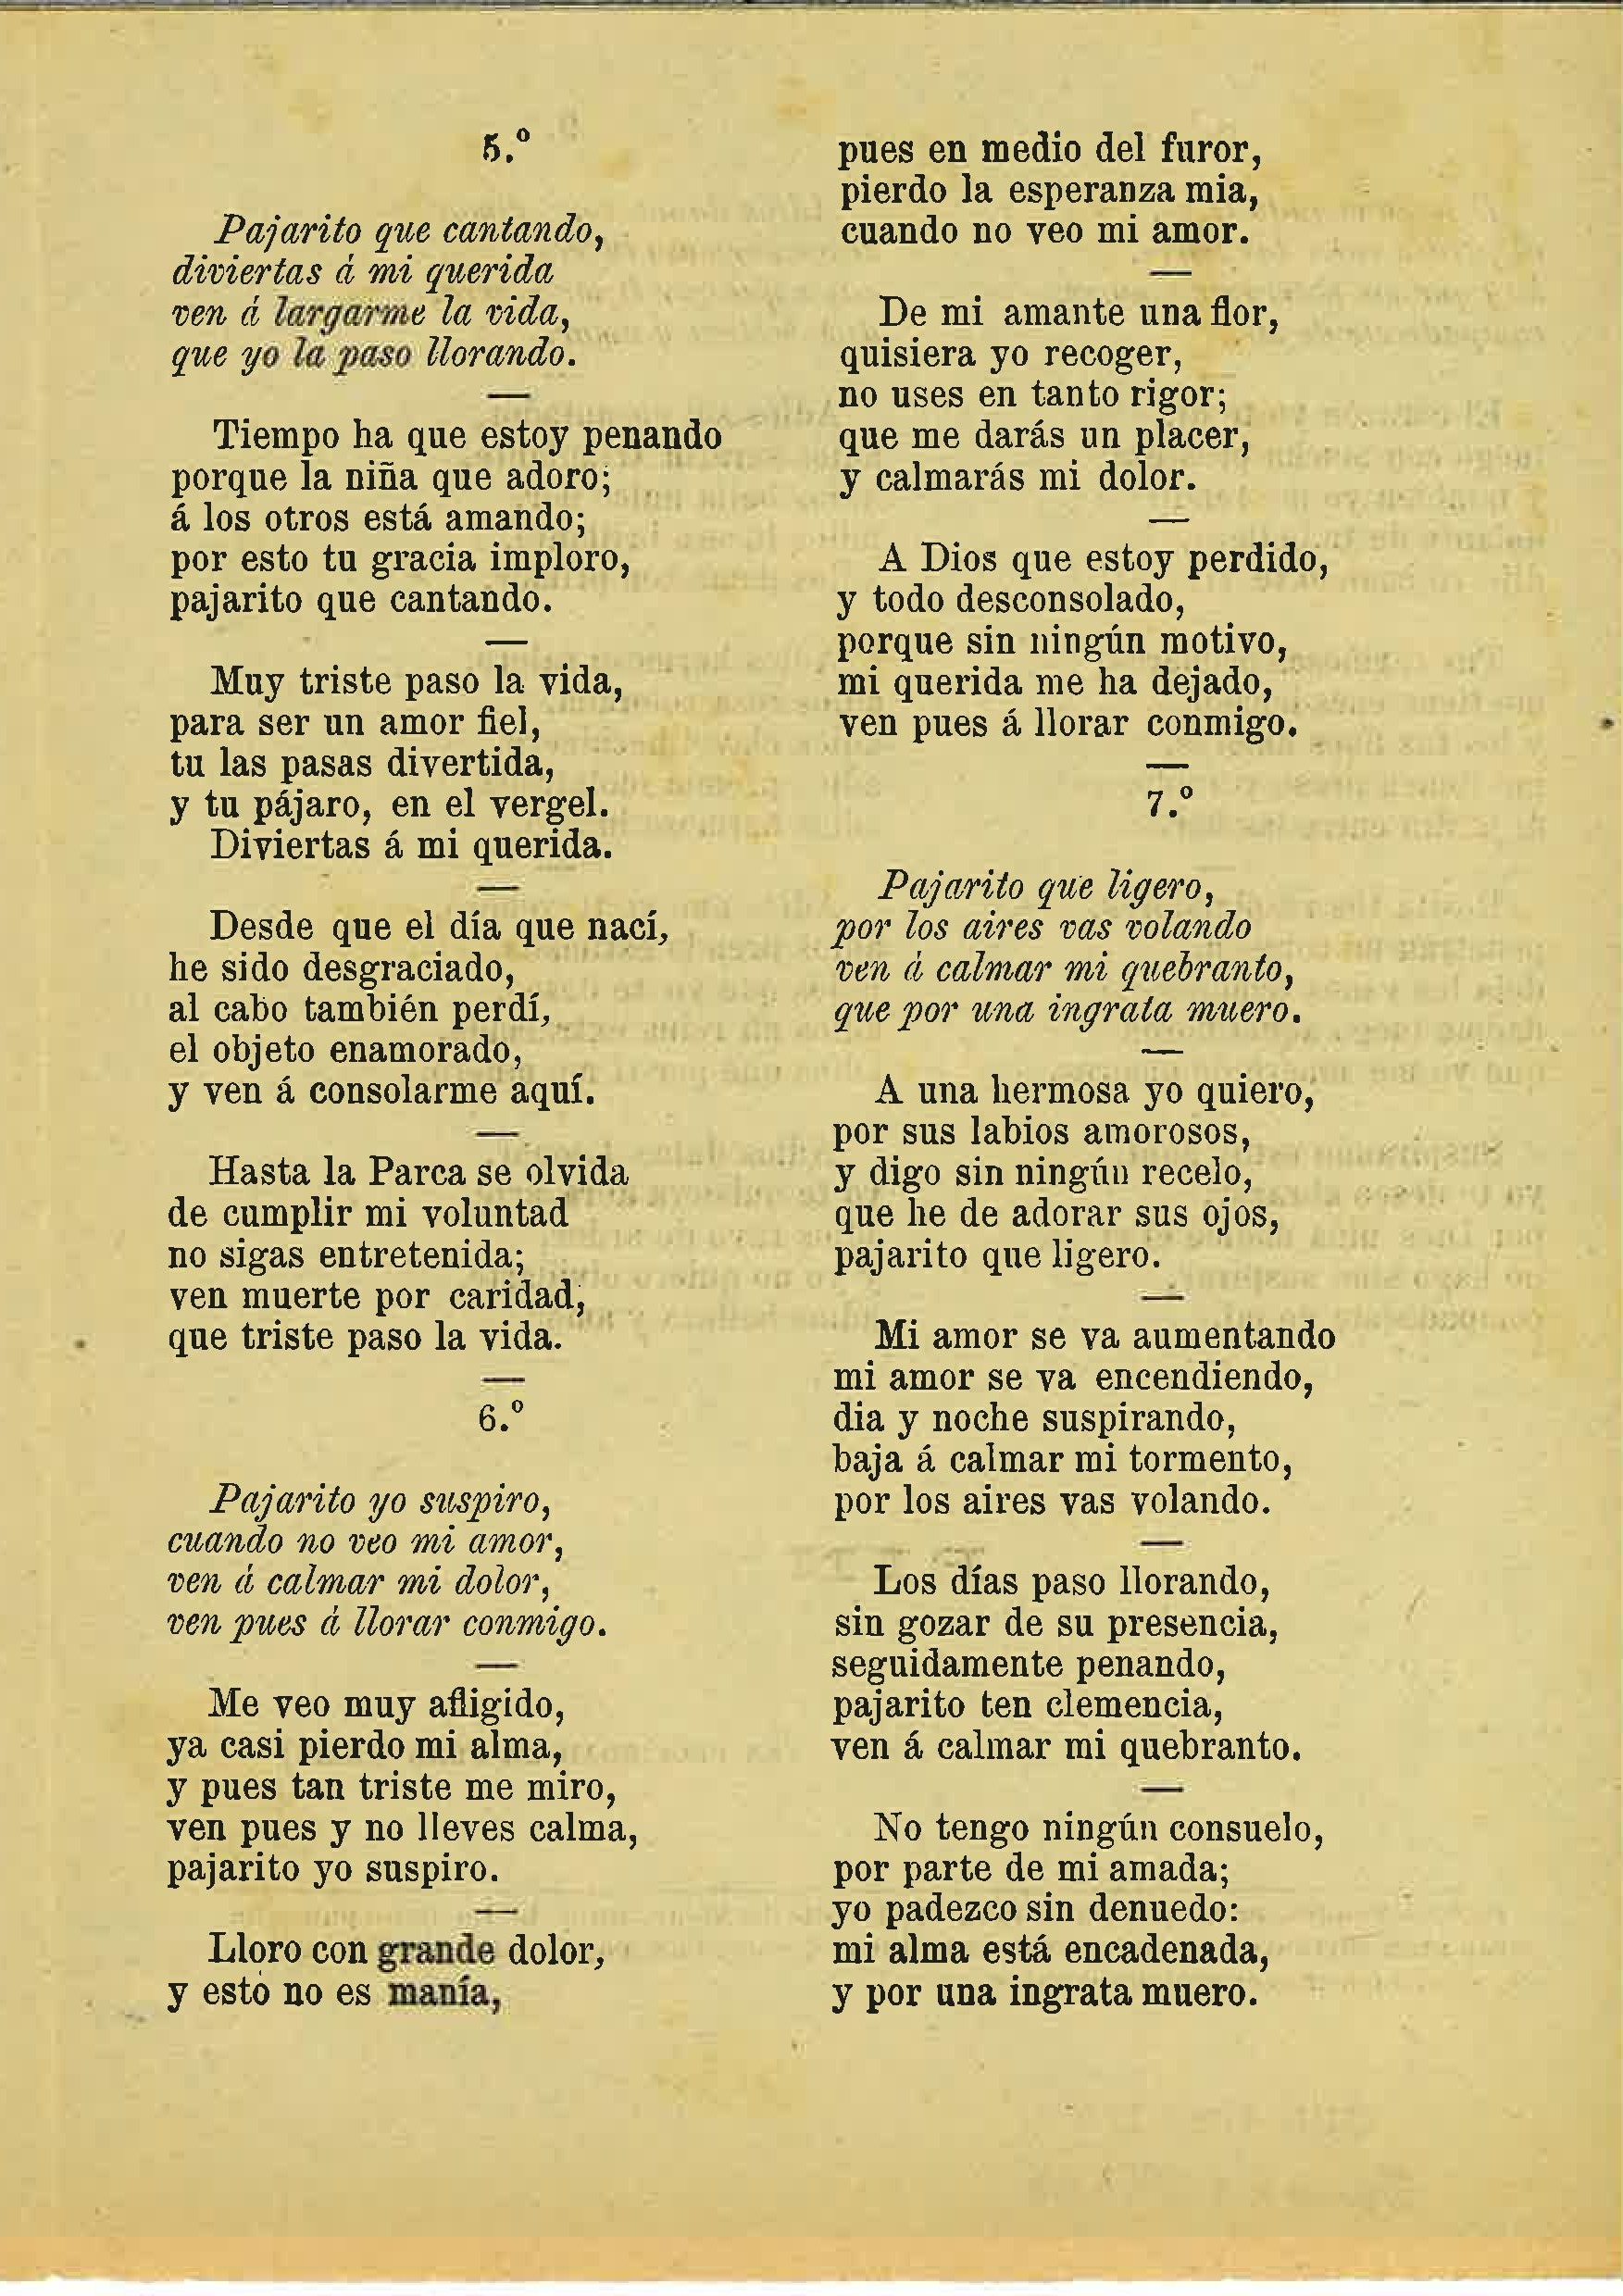 5.º
Pajarito que cantando,
diviertas á mi querida
ven á largarme la vida,
que yo la paso llorando.
Tiempo ha que estoy penando
porque la niña que adoro;
á los otros está amando;
por esto tu gracia imploro,
pajarito que cantando.
Muy triste paso la vida,
para ser un amor fiel,
tu las pasas divertida,
y tu pájaro, en el vergel.
Diviertas á mi querida.
Desde que el día que nací,
he sido desgraciado,
al cabo también perdí,
el objeto enamorado,
y ven á consolarme aquí.
Hasta la Parca se olvida
de cumplir mi voluntad
no sigas entretenida;
ven muerte por caridad,
que triste paso la vida.
6.º
Pajarito yo suspiro,
cuando no veo mi amor,
ven á calmar mi dolor,
ven pues á llorar conmigo.
Me veo muy afligido,
ya casi pierdo mi alma,
y pues tan triste me miro,
ven pues y no lleves calma,
pajarito yo suspiro.
Lloro con grande dolor,
y esto no es manía,
pues en medio del furor,
pierdo la esperanza mia,
cuando no veo mi amor.
De mi amante una flor,
quisiera yo recoger,
no uses en tanto rigor;
que me darás un placer,
y calmarás mi dolor.
A Dios que estoy perdido,
y todo desconsolado,
porque sin ningún motivo,
mi querida me ha dejado,
ven pues á llorar conmigo.
7.º
Pajarito que ligero,
por los aires vas volando
ven á calmar mi quebranto,
que por una ingrata muero.
A una hermosa yo quiero,
por sus labios amorosos,
y digo sin ningún recelo,
que he de adorar sus ojos,
pajarito que ligero.
Mi amor se va aumentando
mi amor se va encendiendo,
dia y noche suspirando,
baja á calmar mi tormento,
por los aires vas volando.
Los días paso llorando,
sin gozar de su presencia,
seguidamente penando,
pajarito ten clemencia,
ven á calmar mi quebranto.
No tengo ningún consuelo,
por parte de mi amada;
yo padezco sin denuedo:
mi alma está encadenada,
y por una ingrata muero.